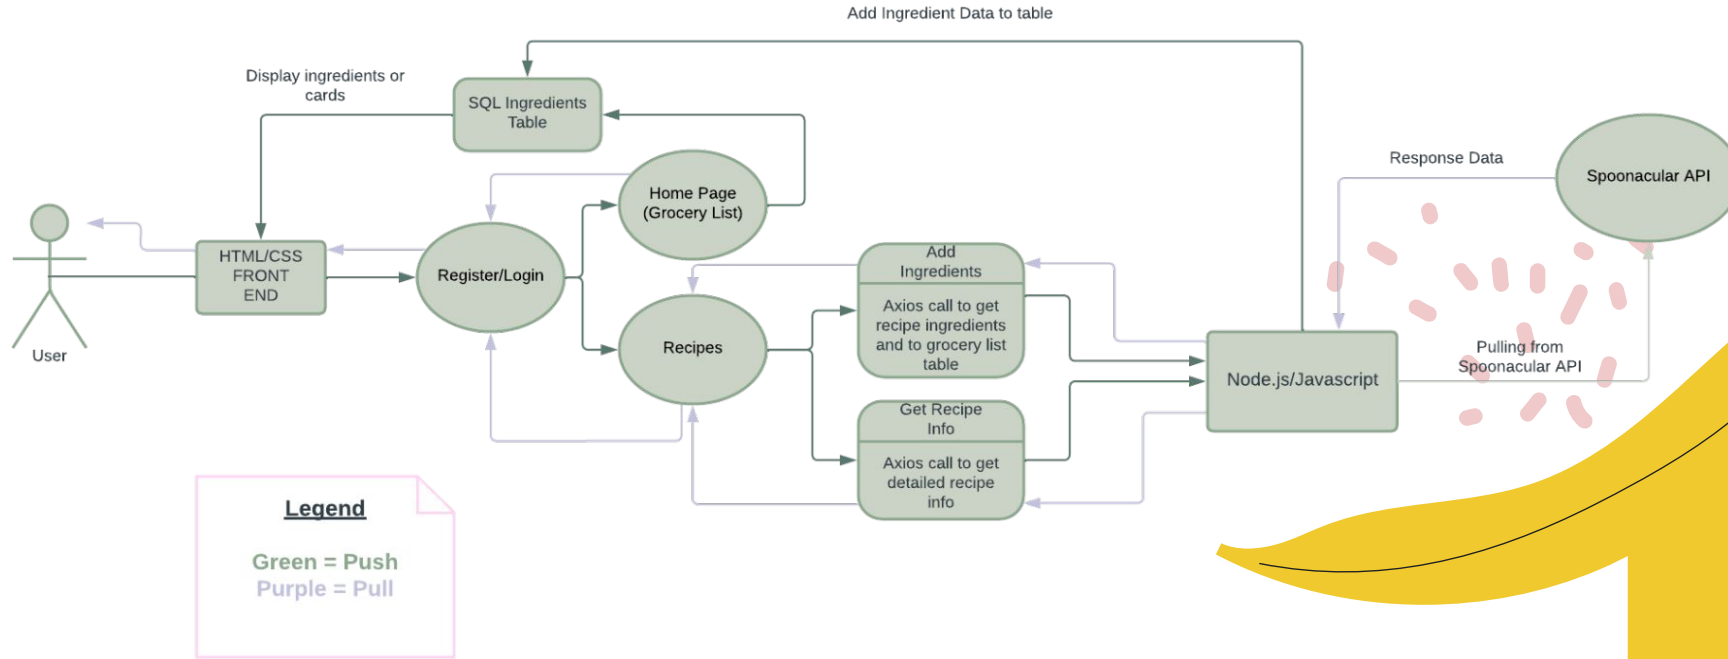 Add Ingredient Data to table
Display ingredients or
cards
SQL Ingredients
Table
Response Data
Spoonacular API
Home Page
(Grocery List)
HTML/CSS
FRONT
END
Register/Login
Add
Ingredients
Axios call to get
recipe ingredients
and to grocery list
table
User
Recipes
Pulling from
Spoonacular API
Node.js/Javascript
Get Recipe
Info
Axios call to get
detailed recipe
info
Legend
Green = Push
Purple = Pull